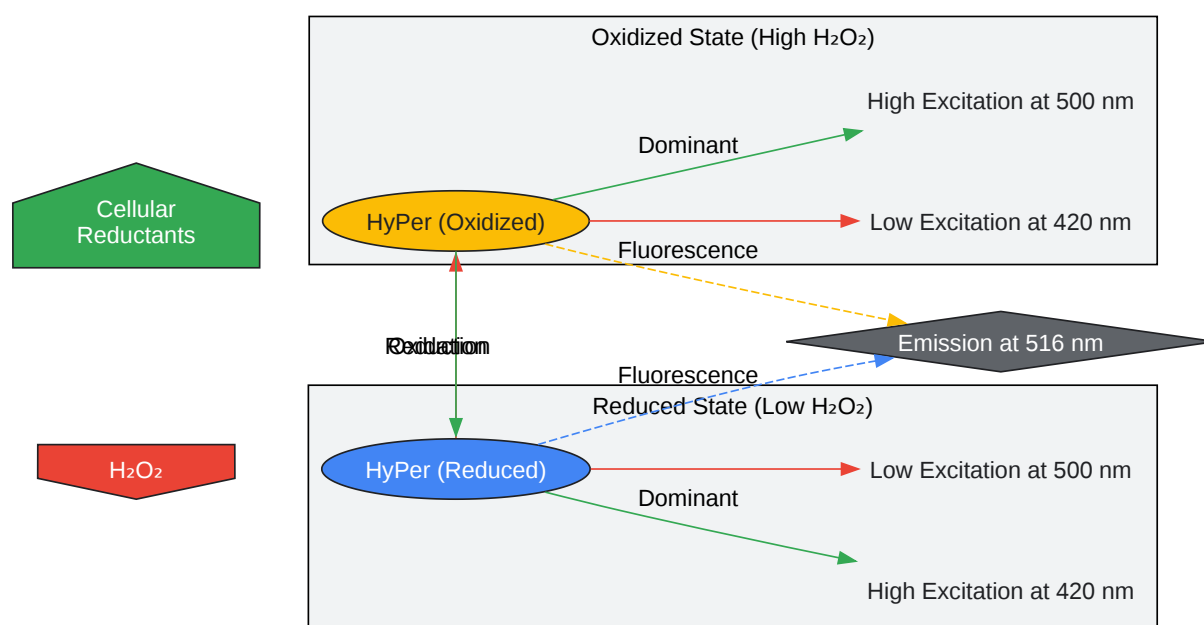 Oxidized State (High H₂O₂)
High Excitation at 500 nm
Dominant
Cellular
Reductants
HyPer (Oxidized)
Low Excitation at 420 nm
Fluorescence
Oxidation
Reduction
Emission at 516 nm
Fluorescence
Reduced State (Low H₂O₂)
H₂O₂
HyPer (Reduced)
Low Excitation at 500 nm
Dominant
High Excitation at 420 nm